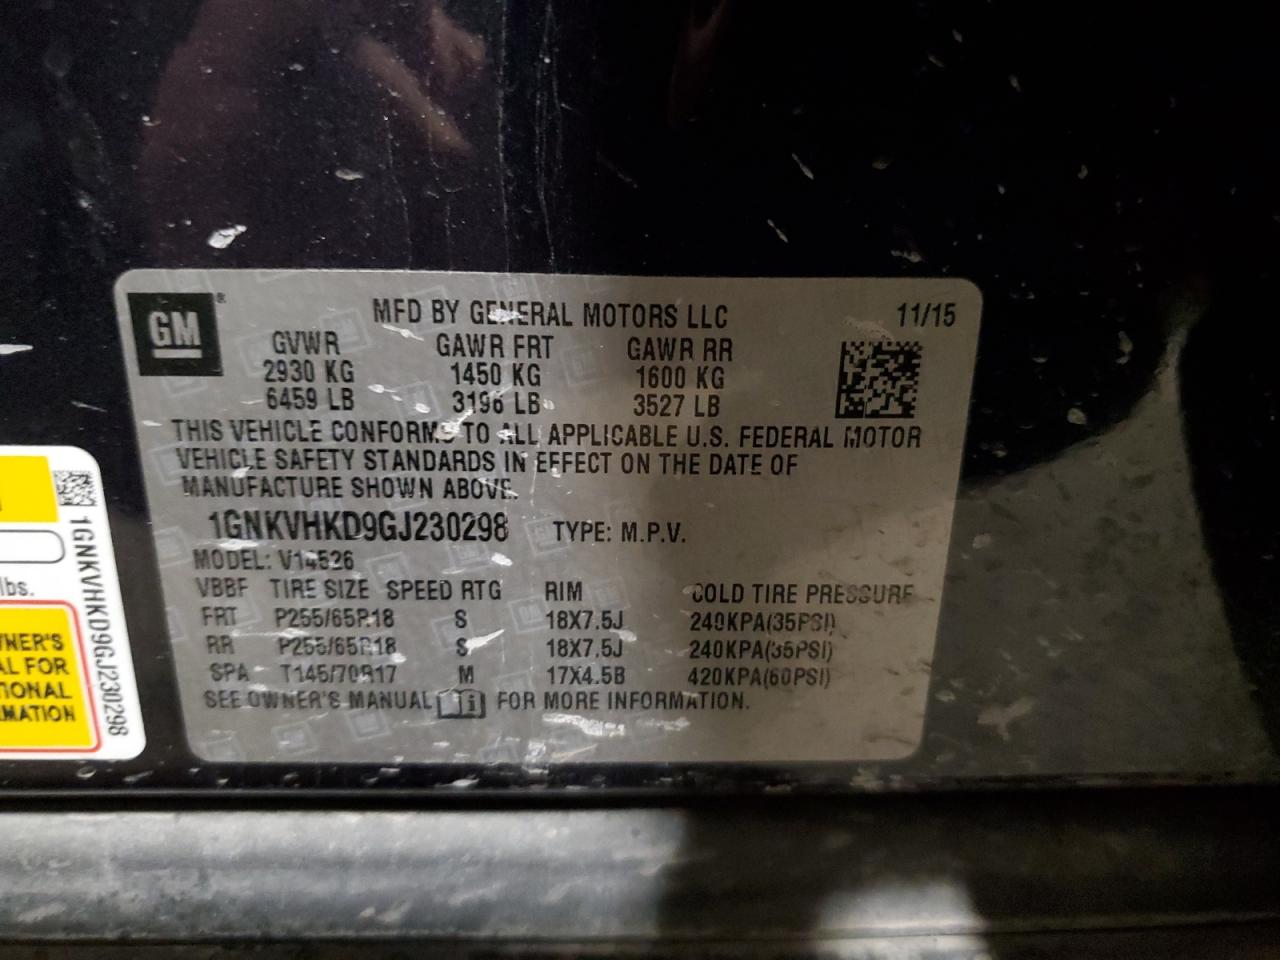 GM®
MFD BY GENERAL MOTORS LLC 11/15
GVWR GAWR FRT GAWR RR
2930 KG 1450 KG 1600 KG
6459 LB 3196 LB 3527 LB
THIS VEHICLE CONFORMS TO ALL APPLICABLE U.S. FEDERAL MOTOR
VEHICLE SAFETY STANDARDS IN EFFECT ON THE DATE OF
MANUFACTURE SHOWN ABOVE.
1GNKVHKD9GJ230298 TYPE: M.P.V.
MODEL: V14526
VBBF TIRE SIZE SPEED RTG RIM COLD TIRE PRESSURE
FRT P255/65R18 S 18X7.5J 240KPA(35PSI)
RR P255/65R18 S 18X7.5J 240KPA(35PSI)
SPA T145/70R17 M 17X4.5B 420KPA(60PSI)
SEE OWNER'S MANUAL i FOR MORE INFORMATION.
1GNKVHKD9GJ230298
lbs.
WNER'S
AL FOR
TIONAL
RMATION